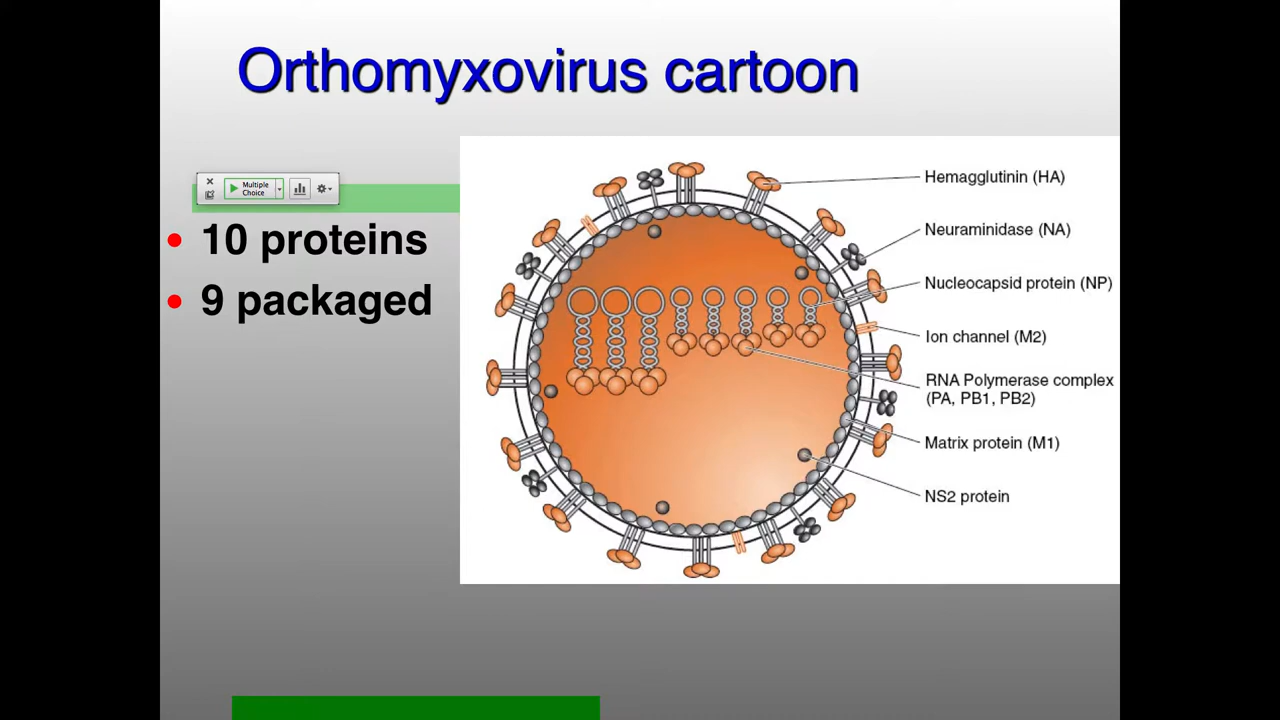 Orthomyxovirus cartoon
Multiple
Choice
• 10 proteins
• 9 packaged
Hemagglutinin (HA)
Neuraminidase (NA)
Nucleocapsid protein (NP)
Ion channel (M2)
RNA Polymerase complex
(PA, PB1, PB2)
Matrix protein (M1)
NS2 protein